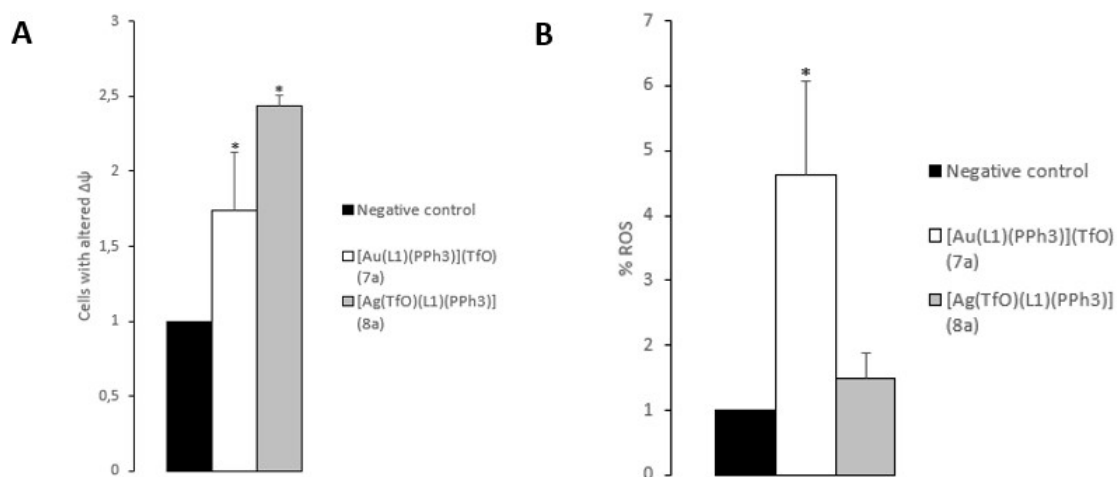 A
3
2,5
2
1,5
1
0,5
0
Cells with altered Δψ
*
*
Negative control
[Au(L1)(PPh3)](TfO)
(7a)
[Ag(TfO)(L1)(PPh3)]
(8a)
B
7
6
5
4
3
2
1
0
% ROS
*
Negative control
[Au(L1)(PPh3)](TfO)
(7a)
[Ag(TfO)(L1)(PPh3)]
(8a)